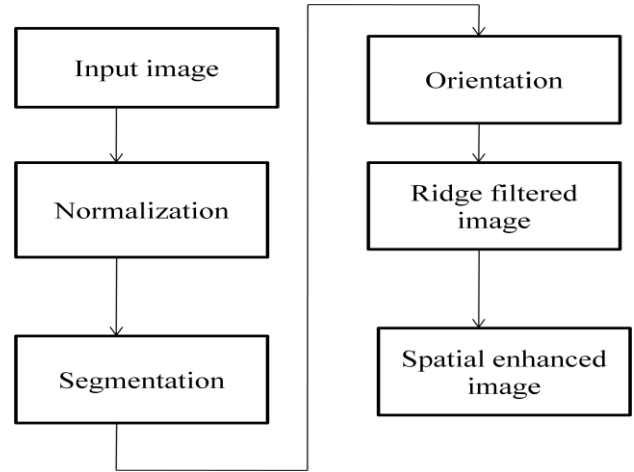 Input image
Normalization
Segmentation
Orientation
Ridge filtered
image
Spatial enhanced
image